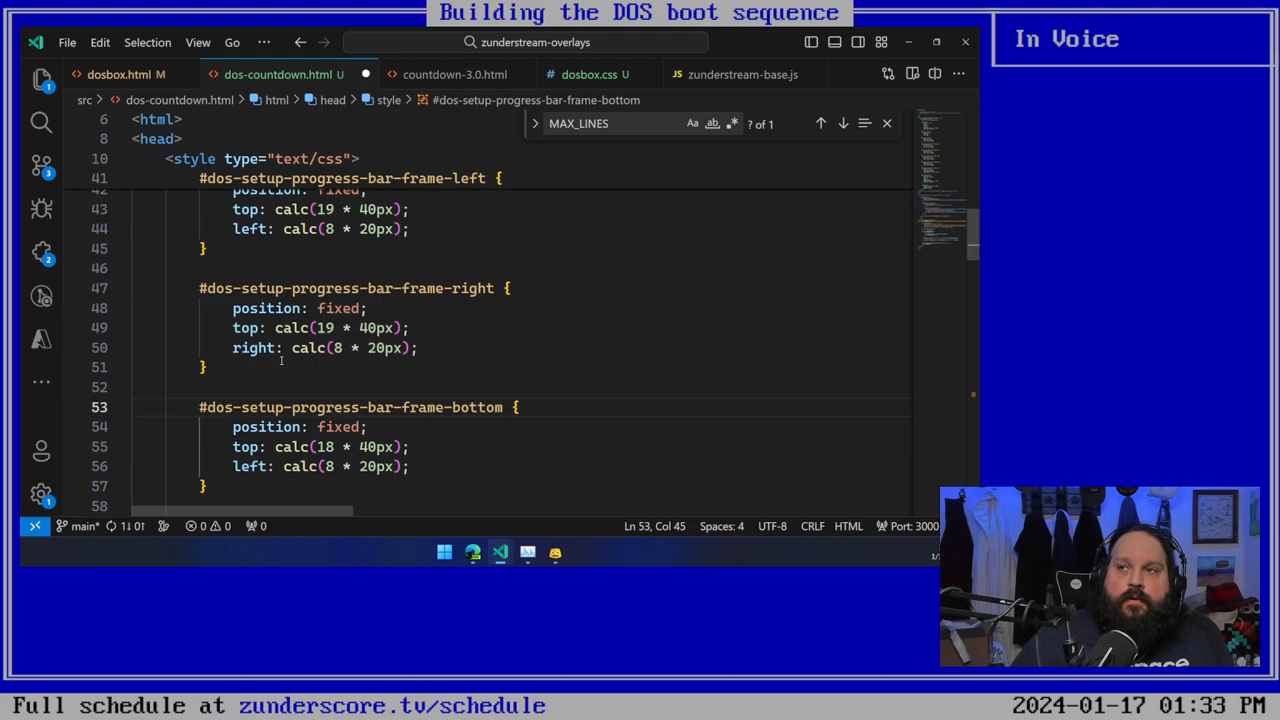 Building the DOS boot sequence
In Voice
File Edit Selection View Go ··· zunderstream-overlays
dosbox.html M dos-countdown.html U countdown-3.0.html dosbox.css U zunderstream-base.js
src > dos-countdown.html > html > head > style > #dos-setup-progress-bar-frame-bottom
MAX_LINES Aa ab .* ? of 1
6 <html>
8 <head>
10 <style type="text/css">
41 #dos-setup-progress-bar-frame-left {
42 position: fixed;
43 top: calc(19 * 40px);
44 left: calc(8 * 20px);
45 }
46
47 #dos-setup-progress-bar-frame-right {
48 position: fixed;
49 top: calc(19 * 40px);
50 right: calc(8 * 20px);
51 }
52
53 #dos-setup-progress-bar-frame-bottom {
54 position: fixed;
55 top: calc(18 * 40px);
56 left: calc(8 * 20px);
57 }
58
main* 1↓ 0↑ 0 0 0 Ln 53, Col 45 Spaces: 4 UTF-8 CRLF HTML Port: 3000
Full schedule at zunderscore.tv/schedule 2024-01-17 01:33 PM